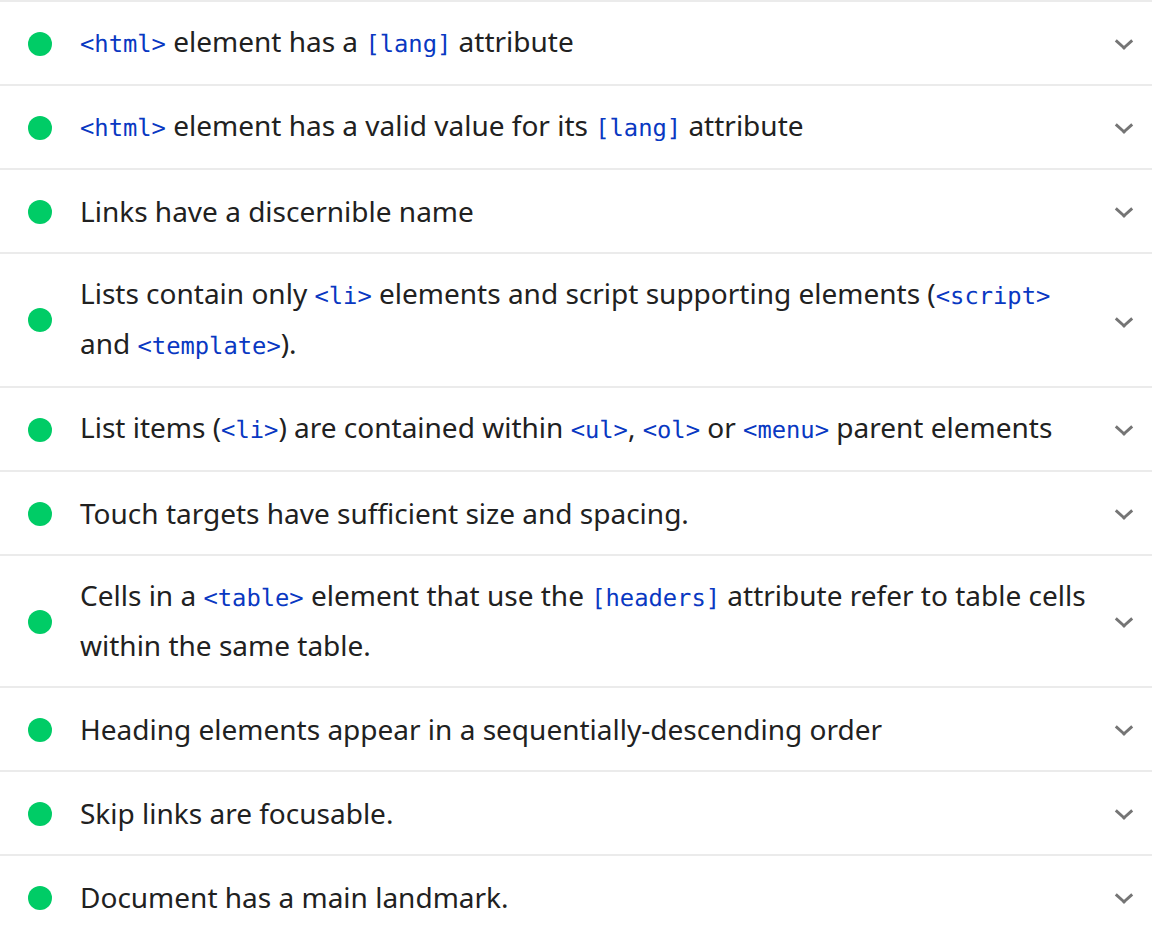 <html> element has a [lang] attribute
<html> element has a valid value for its [lang] attribute
Links have a discernible name
Lists contain only <li> elements and script supporting elements (<script>
and <template>).
List items (<li>) are contained within <ul>, <ol> or <menu> parent elements
Touch targets have sufficient size and spacing.
Cells in a <table> element that use the [headers] attribute refer to table cells
within the same table.
Heading elements appear in a sequentially-descending order
Skip links are focusable.
Document has a main landmark.